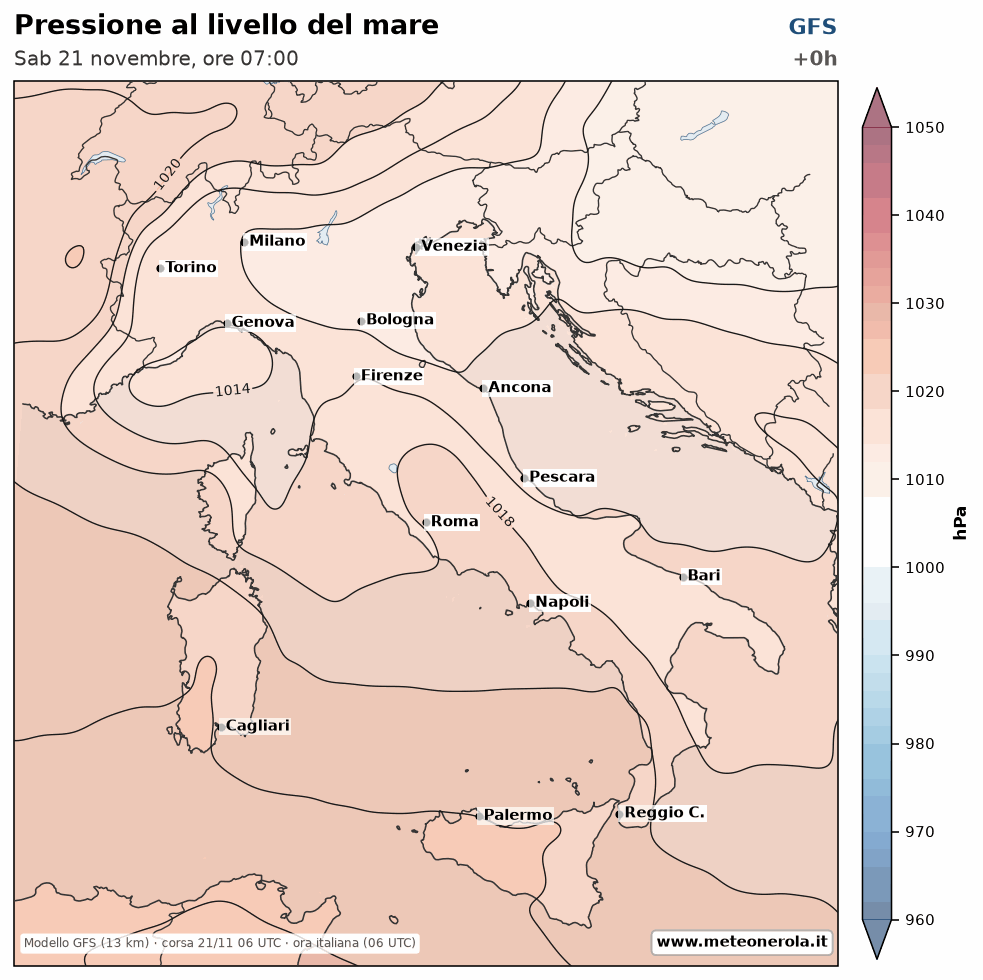 Pressione al livello del mare
GFS
Sab 21 novembre, ore 07:00
+0h
1050
1040
1030
1020
1010
1000
990
980
970
960
hPa
1020
Milano
Venezia
Torino
Genova
Bologna
Firenze
1014
Ancona
Pescara
1018
Roma
Bari
Napoli
Cagliari
Palermo
Reggio C.
Modello GFS (13 km) · corsa 21/11 06 UTC · ora italiana (06 UTC)
www.meteonerola.it